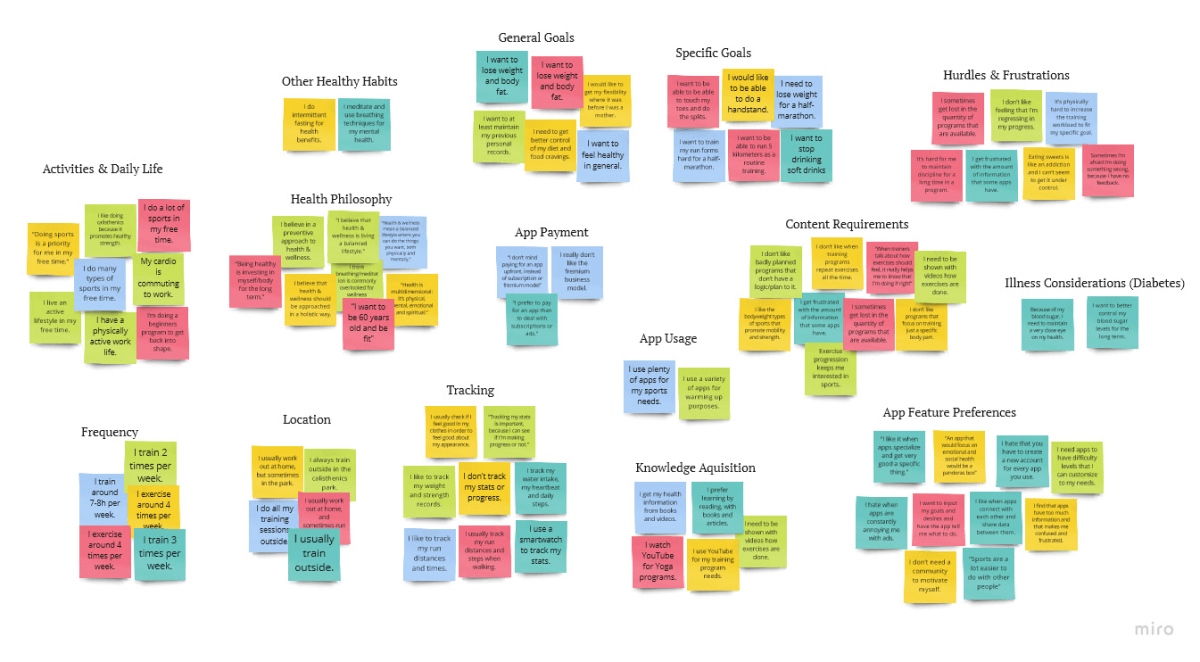 General Goals
I want to
lose weight
and body
fat.
I want to
lose weight
and body
fat.
I would like to
get my flexibility
where it was
before I was a
mother.
I want to at
least maintain
my previous
personal
records.
I need to get
better control
of my diet and
food cravings.
I want to
feel healthy
in general.
Specific Goals
I want to be
able to be able
to touch my
toes and do
the splits.
I would like
to be able
to do a
handstand.
I need to
lose weight
for a half-
marathon.
I want to train
my run forms
hard for a half-
marathon.
I want to be
able to run 5
kilometers as a
routine
training.
I want to
stop
drinking
soft drinks
Hurdles & Frustrations
I sometimes
get lost in the
quantity of
programs that
are available.
I don't like
feeling that I'm
regressing in
my progress.
It's physically
hard to increase
the training
workload to fit
my specific goal.
It's hard for me
to maintain
discipline for a
long time in a
program.
I get frustrated
with the amount
of information
that some apps
have.
Eating sweets is
like an addiction
and I can't seem
to get it under
control.
Sometimes I'm
afraid I'm doing
something wrong,
because I have no
feedback.
Other Healthy Habits
I do
intermittent
fasting for
health
benefits.
I meditate and
use breathing
techniques for
my mental
health.
Activities & Daily Life
"Doing sports
is a priority
for me in my
free time."
I like doing
calisthenics
because it
promotes healthy
strength.
I do a lot of
sports in
my free
time.
I do many
types of
sports in my
free time.
My cardio
is
commuting
to work.
I live an
active
lifestyle in my
free time.
I have a
physically
active work
life.
I'm doing a
beginners
program to get
back into
shape.
Health Philosophy
I believe in a
preventive
approach to
health &
wellness.
"I believe that
health &
wellness is living
a balanced
lifestyle."
"Being healthy
is investing in
myself/body
for the long
term."
I believe that
health &
wellness should
be approached
in a holistic way.
"I want to
be 60 years
old and be
fit"
App Payment
"I don't mind
paying for an app
upfront, instead
of subscription or
"
I really don't
like the
freemium
business
model.
"I prefer to pay
for an app than
to deal with
subscriptions or
ads."
Content Requirements
I don't like
badly planned
programs that
don't have a
logic/plan to it.
I don't like when
training
programs
repeat exercises
all the time.
"When trainers
talk about how
exercises should
feel, it really helps
me to know that
I'm doing it right"
I need to be
shown with
videos how
exercises are
done.
I like the
bodyweight types
of sports that
promote mobility
and strength.
I get frustrated
with the amount
of information
that some apps
have.
I sometimes
get lost in the
quantity of
programs that
are available.
I don't like
programs that
focus on training
just a specific
body part.
Exercise
progression
keeps me
interested in
sports.
Illness Considerations (Diabetes)
Because of my
blood sugar, I
need to maintain
a very close eye
on my health.
I want to better
control my
blood sugar
levels for the
long term.
App Usage
I use plenty
of apps for
my sports
needs.
I use a variety
of apps for
warming up
purposes.
Tracking
I usually check if I
feel good in my
clothes in order to
feel good about
my appearance.
"Tracking my stats
is important,
because I can see
if I'm making
progress or not."
I like to track
my weight
and strength
records.
I don't track
my stats or
progress.
I track my
water intake,
my heartbeat
and daily
steps.
I like to track
my run
distances
and times.
I usually track
my run
distances and
steps when
walking.
I use a
smartwatch
to track my
stats.
Location
I usually work
out at home,
but sometimes
in the park.
I always train
outside in the
calisthenics
park.
I do all my
training
sessions
outside.
I usually work
out at home,
and
sometimes run
I usually
train
outside.
Frequency
I train 2
times per
week.
I train
around
7-8h per
week.
I exercise
around 4
times per
week.
I exercise
around 4
times per
week.
I train 3
times per
week.
Knowledge Aquisition
I get my health
information
from books
and videos.
I prefer
learning by
reading, with
books and
articles.
I need to be
shown with
videos how
exercises are
done.
I watch
YouTube
for Yoga
programs.
I use YouTube
for my training
program
needs.
App Feature Preferences
"I like it when
apps specialize
and get very
good a specific
thing."
"An app that
would focus on
emotional and
social health
would be a
"
I hate that you
have to create
a new account
for every app
you use.
I need apps to
have difficulty
levels that I
can customize
to my needs.
I hate when
apps are
constantly
annoying me
with ads.
I want to input
my goals and
desires and
have the app tell
me what to do.
I like when apps
connect with
each other and
share data
between them.
I find that apps
have too much
information and
that makes me
confused and
frustrated.
I don't need a
community
to motivate
myself.
"Sports are a
lot easier to
do with other
people"
miro